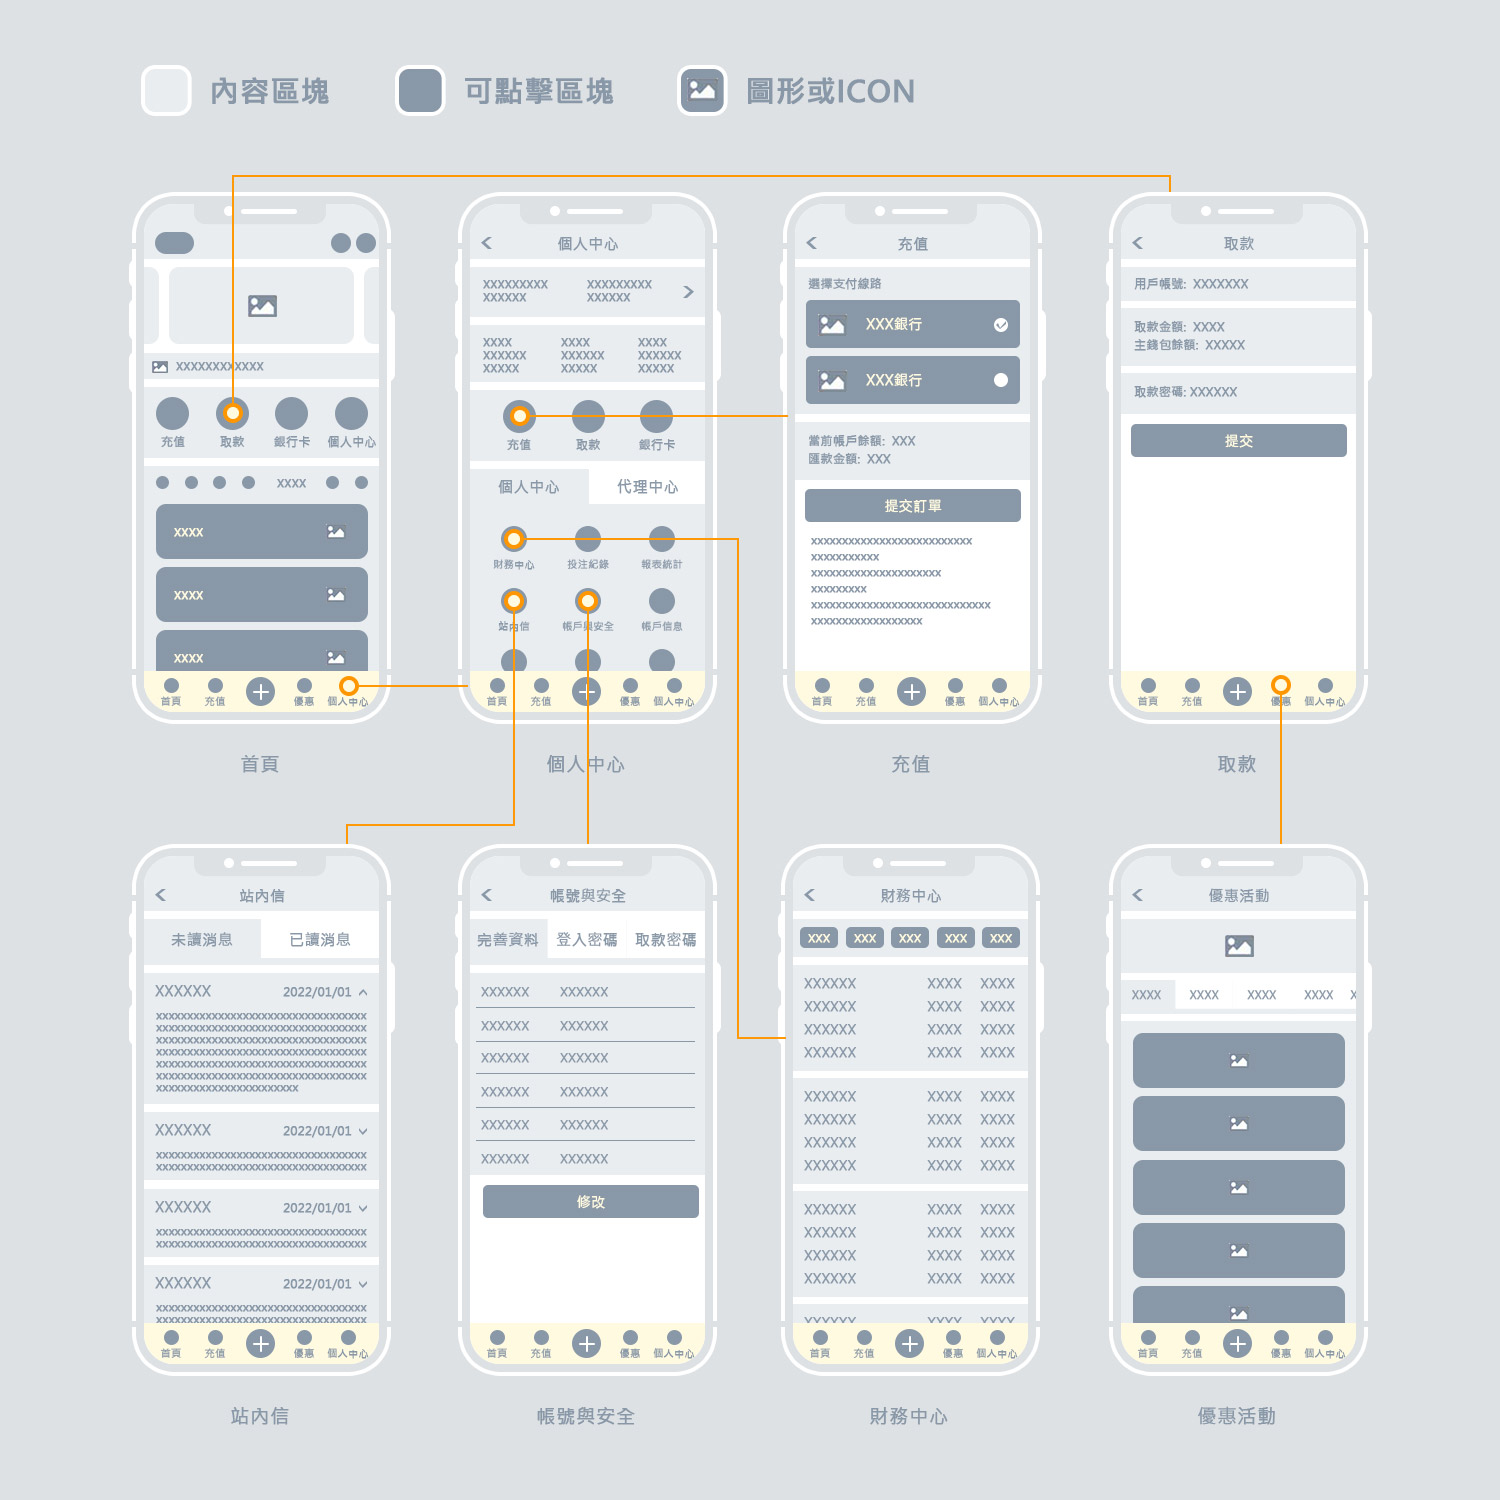 內容區塊
可點擊區塊
圖形或ICON
XXXXXXXXXXXX
充值
取款
銀行卡
個人中心
XXXX
XXXX
XXXX
XXXX
首頁
充值
優惠
個人中心
首頁
個人中心
XXXXXXXXX
XXXXXX
XXXXXXXXX
XXXXXX
XXXX
XXXXXX
XXXXX
XXXX
XXXXXX
XXXXX
XXXX
XXXXXX
XXXXX
充值
取款
銀行卡
個人中心
代理中心
財務中心
投注紀錄
報表統計
站內信
帳戶與安全
帳戶信息
首頁
充值
優惠
個人中心
個人中心
充值
選擇支付線路
XXX銀行
XXX銀行
當前帳戶餘額: XXX
匯款金額: XXX
提交訂單
xxxxxxxxxxxxxxxxxxxxxxxxxx
xxxxxxxxxxx
xxxxxxxxxxxxxxxxxxxxx
xxxxxxxxx
xxxxxxxxxxxxxxxxxxxxxxxxxxxxx
xxxxxxxxxxxxxxxxxx
首頁
充值
優惠
個人中心
充值
取款
用戶帳號: XXXXXXX
取款金額: XXXX
主錢包餘額: XXXXX
取款密碼: XXXXXX
提交
首頁
充值
優惠
個人中心
取款
站內信
未讀消息
已讀消息
XXXXXX
2022/01/01
xxxxxxxxxxxxxxxxxxxxxxxxxxxxxxxxxx
xxxxxxxxxxxxxxxxxxxxxxxxxxxxxxxxxx
xxxxxxxxxxxxxxxxxxxxxxxxxxxxxxxxxx
xxxxxxxxxxxxxxxxxxxxxxxxxxxxxxxxxx
xxxxxxxxxxxxxxxxxxxxxxxxxxxxxxxxxx
xxxxxxxxxxxxxxxxxxxxxxxxxxxxxxxxxx
xxxxxxxxxxxxxxxxxxxxxxx
XXXXXX
2022/01/01
xxxxxxxxxxxxxxxxxxxxxxxxxxxxxxxxxx
xxxxxxxxxxxxxxxxxxxxxxxxxxxxxxxxxx
XXXXXX
2022/01/01
xxxxxxxxxxxxxxxxxxxxxxxxxxxxxxxxxx
xxxxxxxxxxxxxxxxxxxxxxxxxxxxxxxxxx
XXXXXX
2022/01/01
xxxxxxxxxxxxxxxxxxxxxxxxxxxxxxxxxx
xxxxxxxxxxxxxxxxxxxxxxxxxxxxxxxxxx
首頁
充值
優惠
個人中心
站內信
帳號與安全
完善資料
登入密碼
取款密碼
XXXXXX XXXXXX
XXXXXX XXXXXX
XXXXXX XXXXXX
XXXXXX XXXXXX
XXXXXX XXXXXX
XXXXXX XXXXXX
修改
首頁
充值
優惠
個人中心
帳號與安全
財務中心
XXX
XXX
XXX
XXX
XXX
XXXXXX XXXX XXXX
XXXXXX XXXX XXXX
XXXXXX XXXX XXXX
XXXXXX XXXX XXXX
XXXXXX XXXX XXXX
XXXXXX XXXX XXXX
XXXXXX XXXX XXXX
XXXXXX XXXX XXXX
XXXXXX XXXX XXXX
XXXXXX XXXX XXXX
XXXXXX XXXX XXXX
XXXXXX XXXX XXXX
XXXXXX XXXX XXXX
首頁
充值
優惠
個人中心
財務中心
優惠活動
XXXX
XXXX
XXXX
XXXX
X
首頁
充值
優惠
個人中心
優惠活動